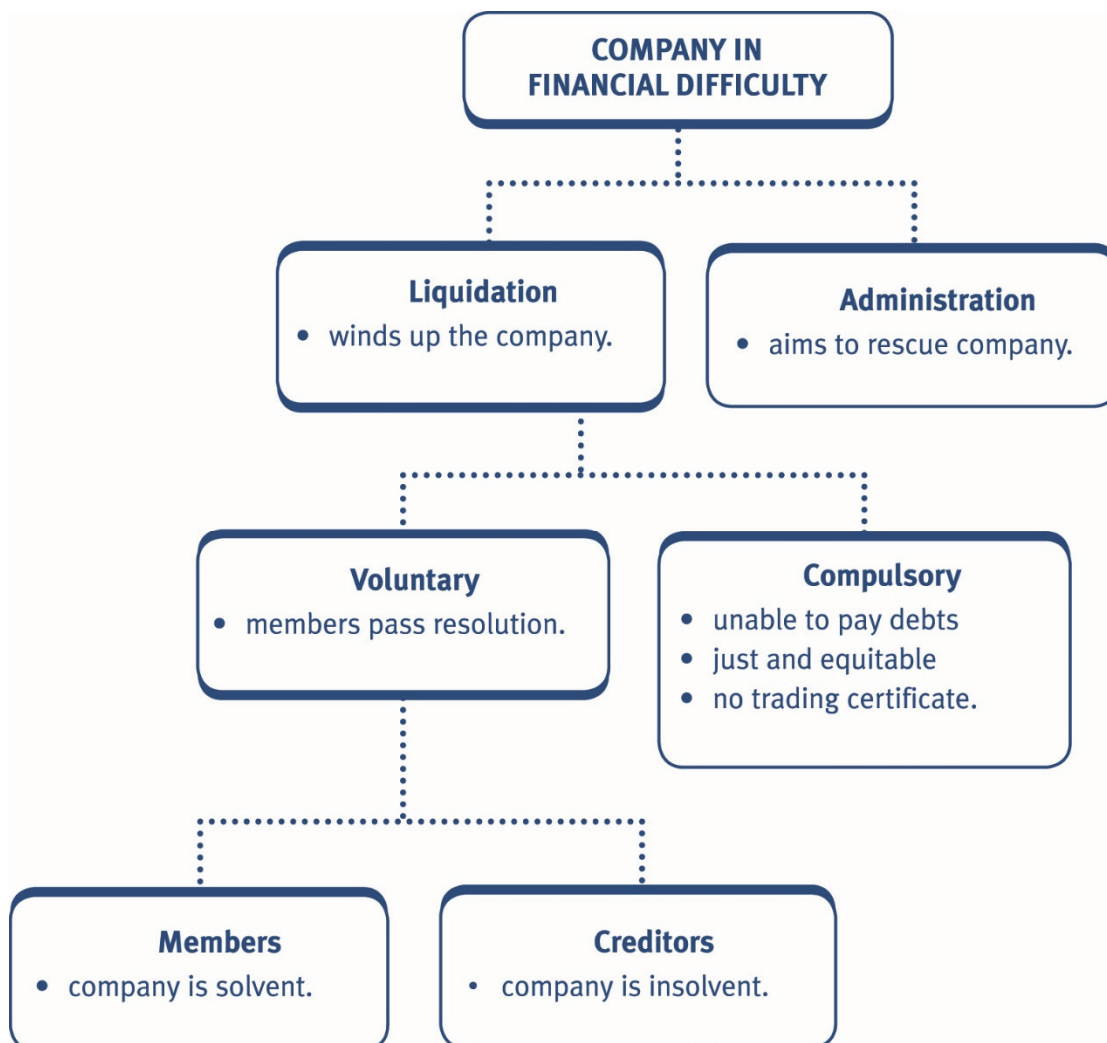 COMPANY IN
FINANCIAL DIFFICULTY
Liquidation
• winds up the company.
Administration
• aims to rescue company.
Voluntary
• members pass resolution.
Compulsory
• unable to pay debts
• just and equitable
• no trading certificate.
Members
• company is solvent.
Creditors
• company is insolvent.